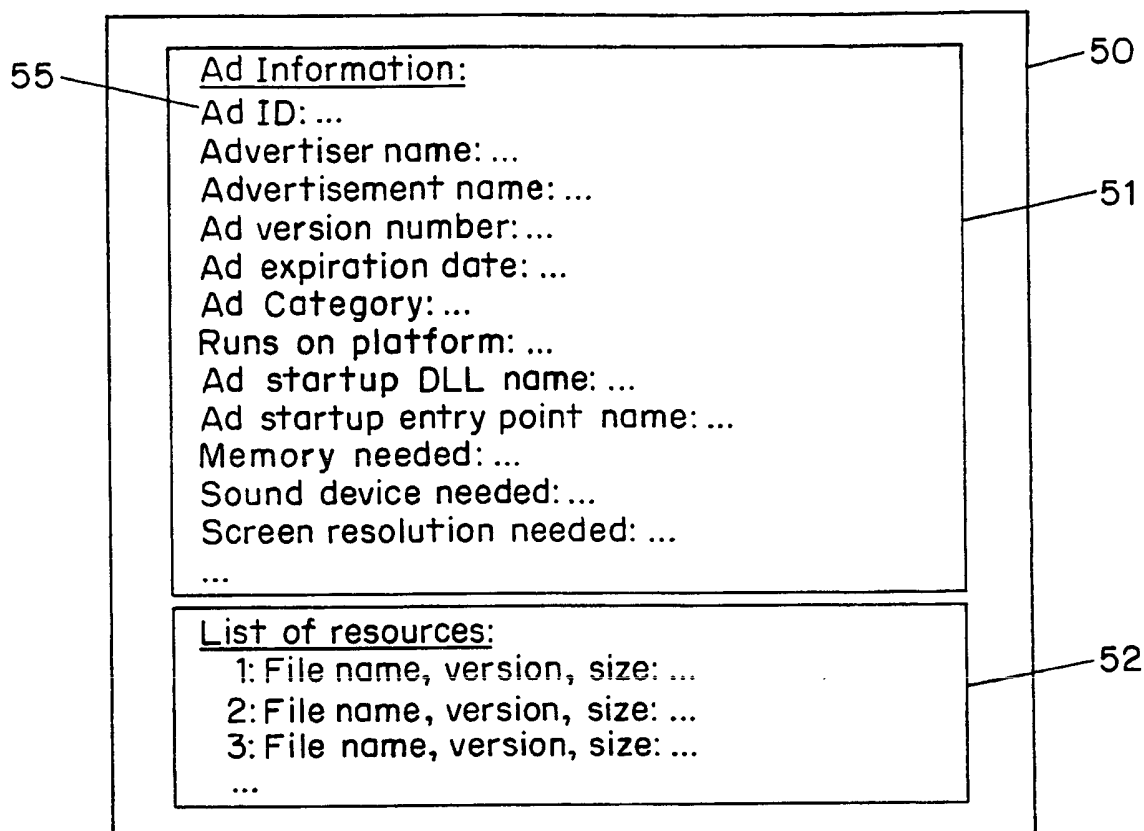 50
55
Ad Information:
Ad ID: ...
Advertiser name: ...
Advertisement name: ...
51
Ad version number: ...
Ad expiration date: ...
Ad Category: ...
Runs on platform: ...
Ad startup DLL name: ...
Ad startup entry point name: ...
Memory needed: ...
Sound device needed: ...
Screen resolution needed: ...
...
List of resources:
52
1: File name, version, size: ...
2: File name, version, size: ...
3: File name, version, size: ...
...